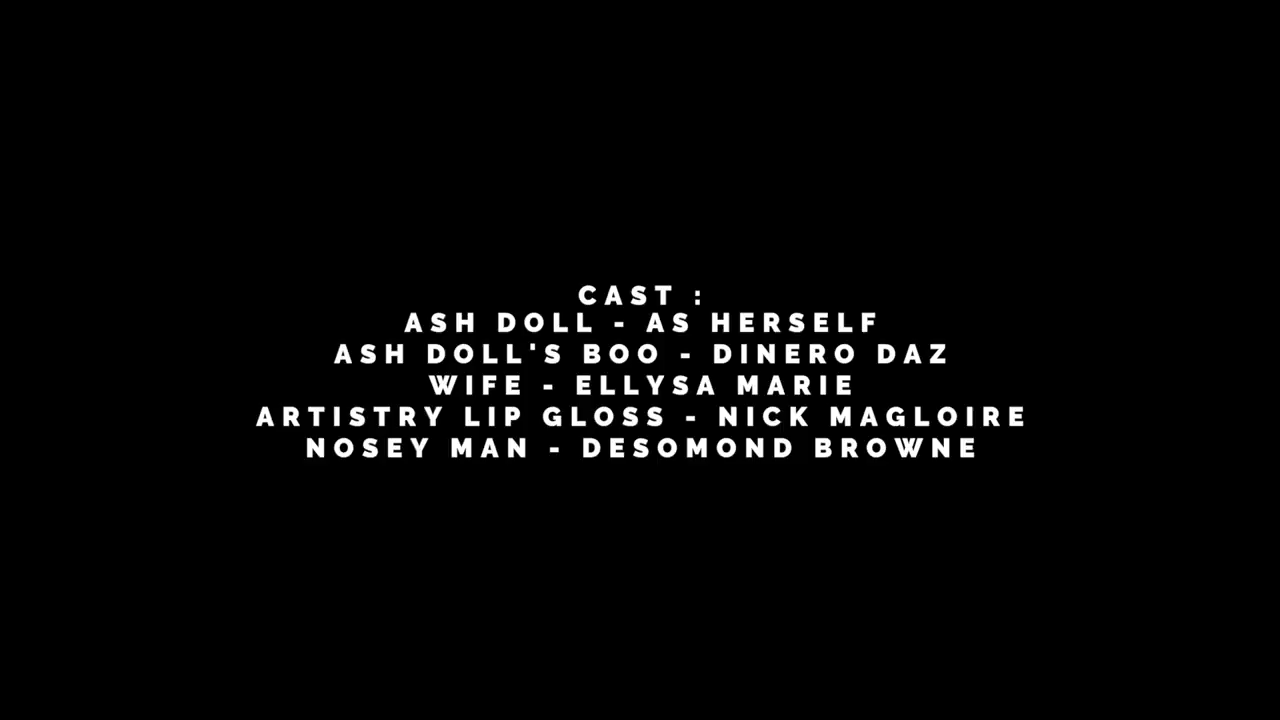 CAST :
ASH DOLL - AS HERSELF
ASH DOLL'S BOO - DINERO DAZ
WIFE - ELLYSA MARIE
ARTISTRY LIP GLOSS - NICK MAGLOIRE
NOSEY MAN - DESOMOND BROWNE